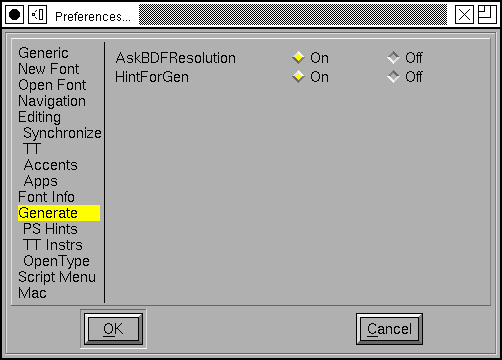 Preferences...
Generic
New Font
Open Font
Navigation
Editing
Synchronize
TT
Accents
Apps
Font Info
Generate
PS Hints
TT Instrs
OpenType
Script Menu
Mac
AskBDFResolution On Off
HintForGen On Off
OK Cancel